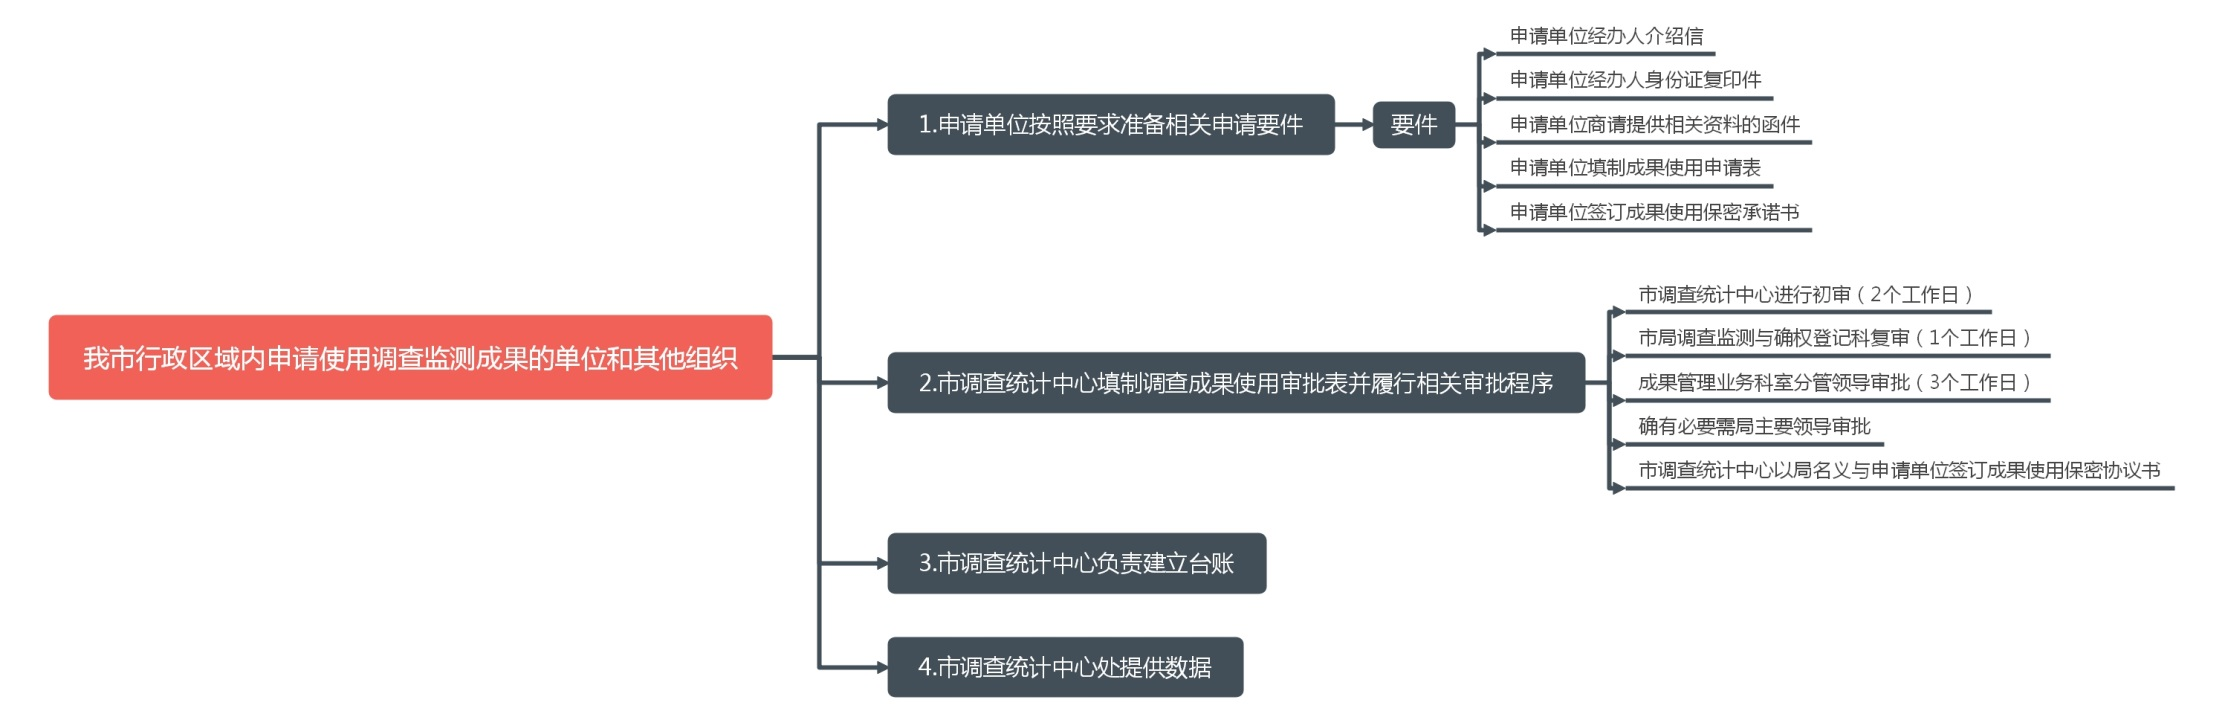 我市行政区域内申请使用调查监测成果的单位和其他组织
1.申请单位按照要求准备相关申请要件
要件
申请单位经办人介绍信
申请单位经办人身份证复印件
申请单位商请提供相关资料的函件
申请单位填制成果使用申请表
申请单位签订成果使用保密承诺书
2.市调查统计中心填制调查成果使用审批表并履行相关审批程序
市调查统计中心进行初审（2个工作日）
市局调查监测与确权登记科复审（1个工作日）
成果管理业务科室分管领导审批（3个工作日）
确有必要需局主要领导审批
市调查统计中心以局名义与申请单位签订成果使用保密协议书
3.市调查统计中心负责建立台账
4.市调查统计中心处提供数据